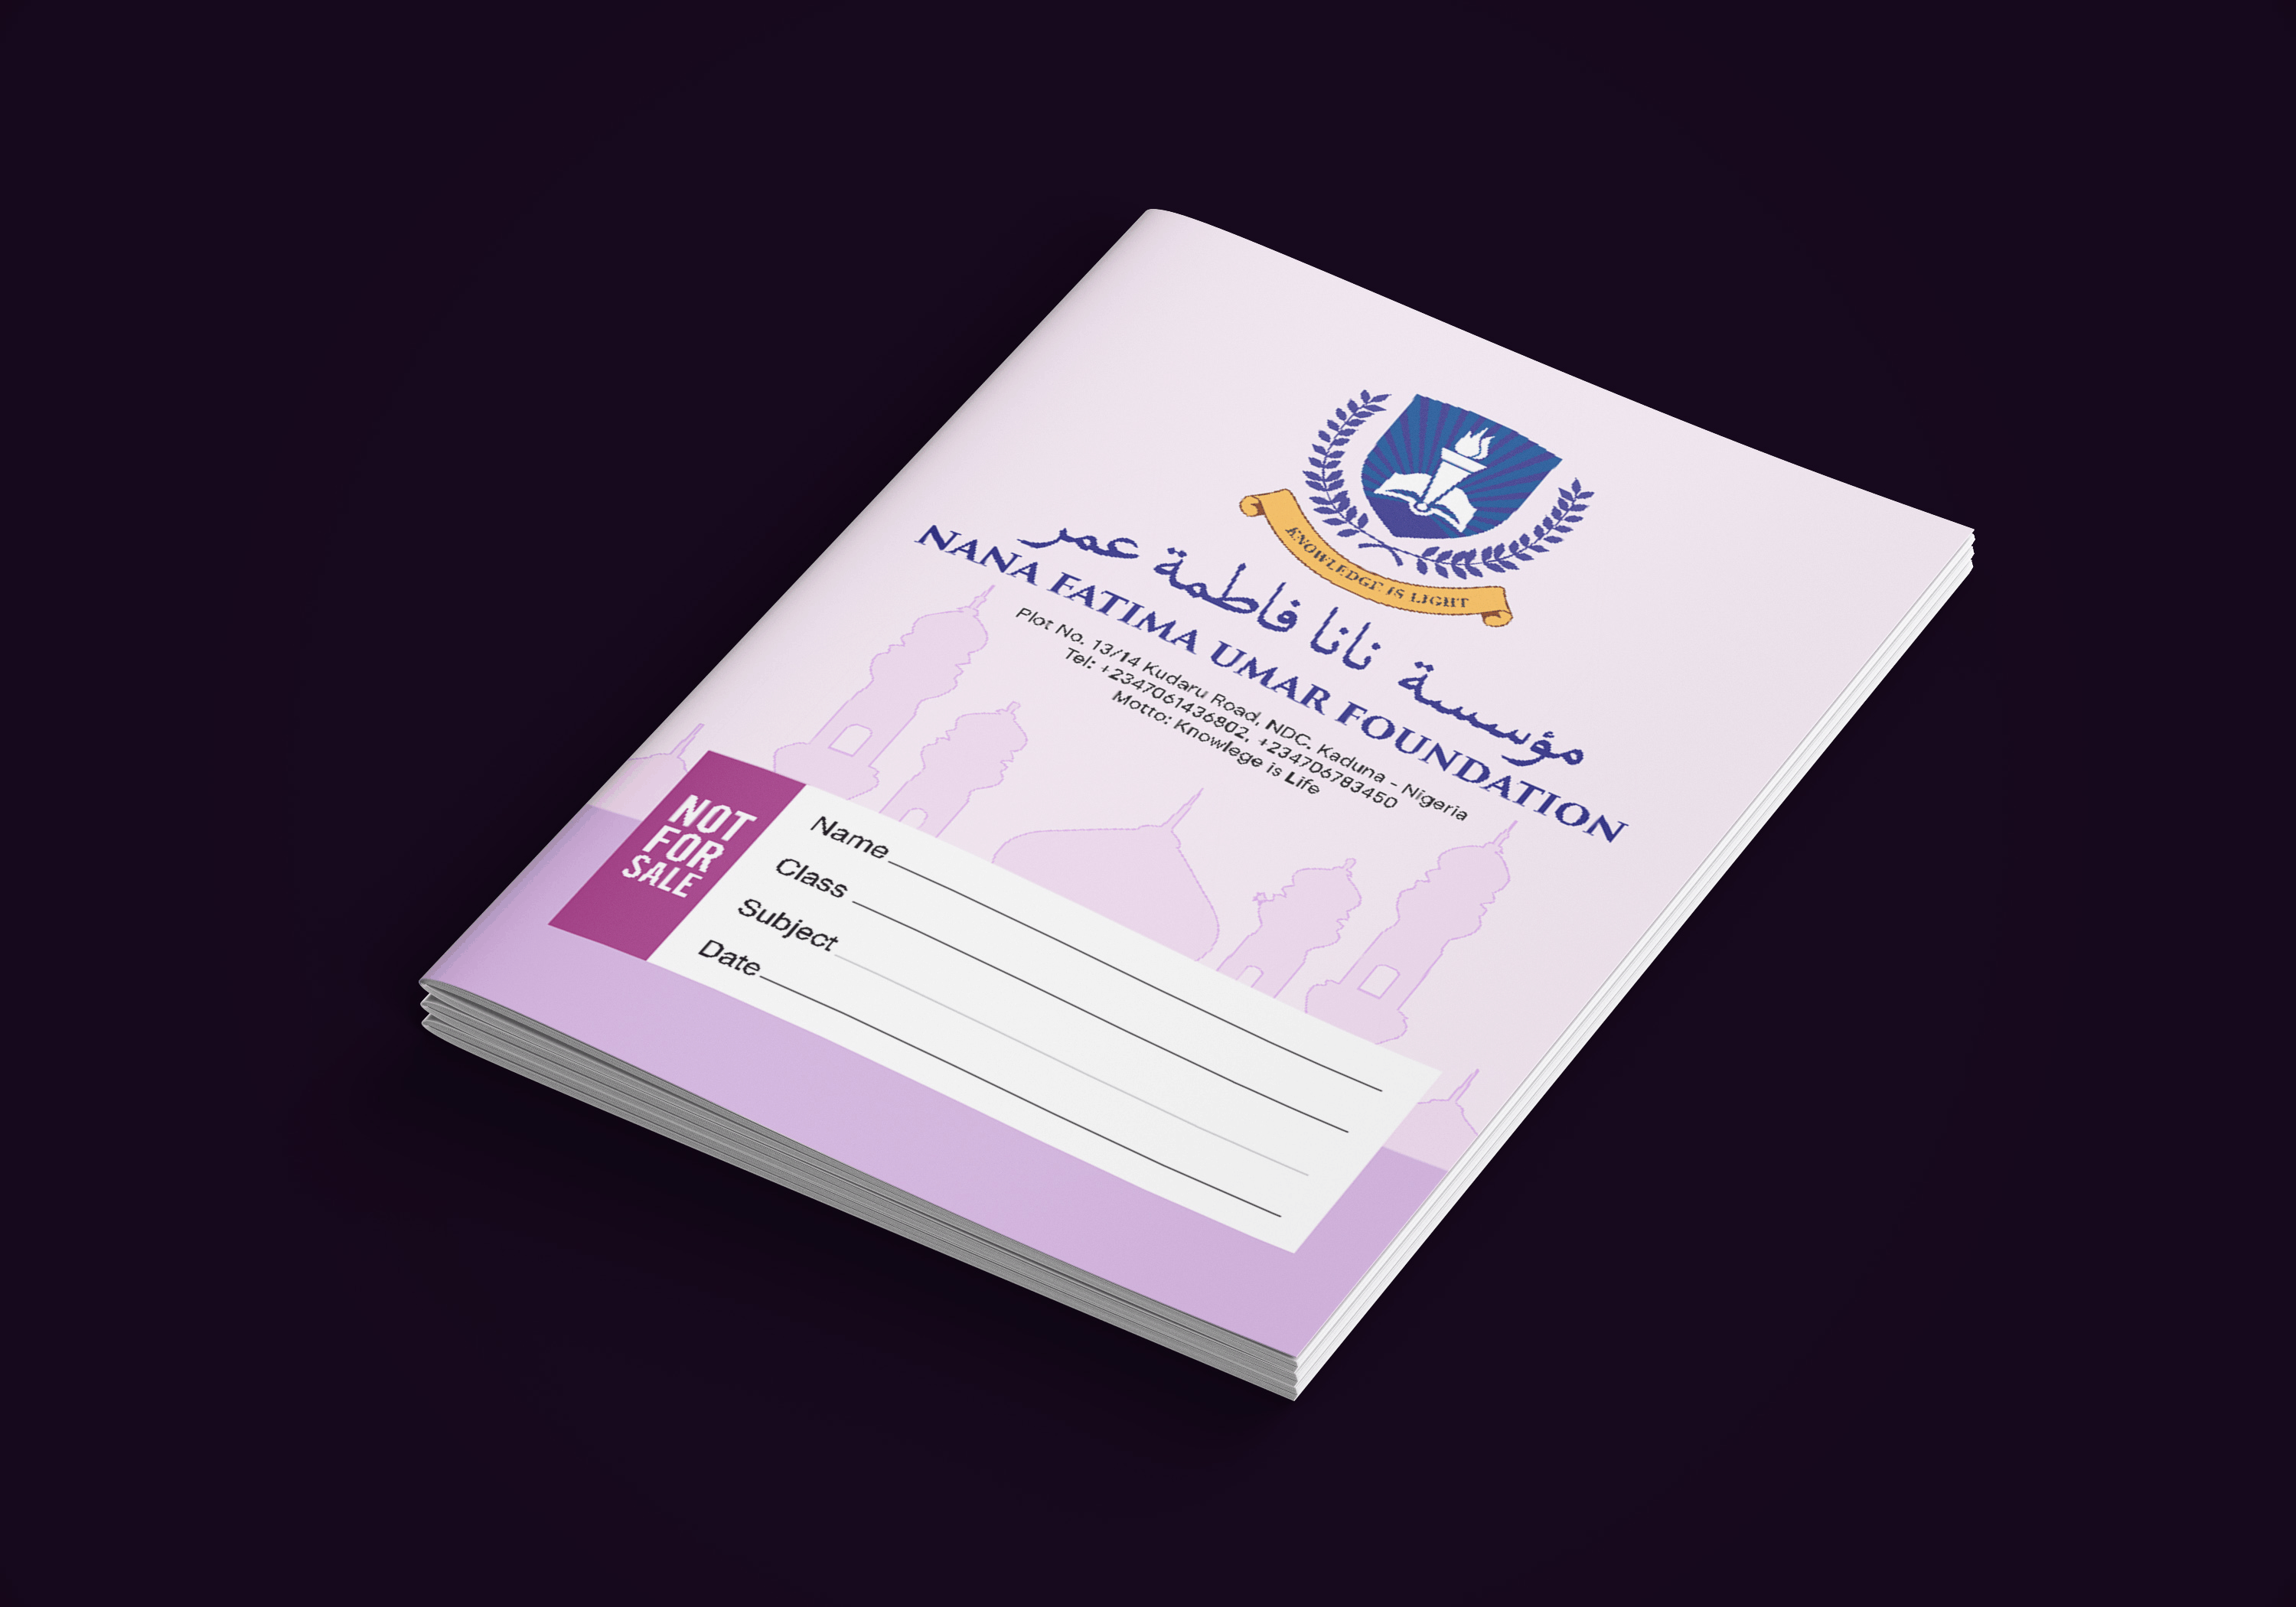 KNOWLEDGE IS LIGHT
مؤسسة نانا فاطمة عمر
NANA FATIMA UMAR FOUNDATION
Plot No. 13/14 Kudaru Road, NDC, Kaduna - Nigeria
Tel: +2347061436802, +234706783450
Motto: Knowlege is Life
NOT
FOR
SALE
Name
Class
Subject
Date